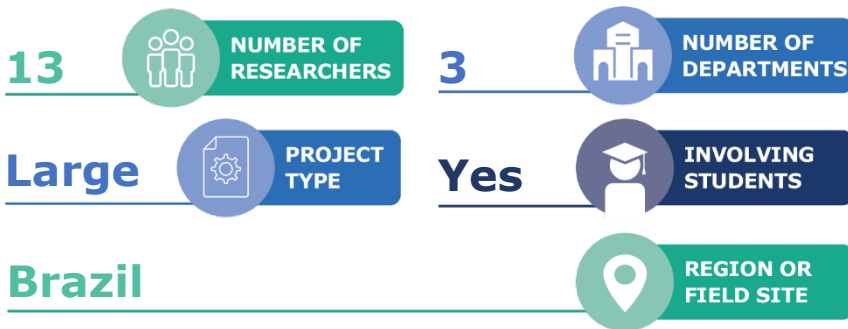 13
NUMBER OF
RESEARCHERS
3
NUMBER OF
DEPARTMENTS
Large
PROJECT
TYPE
Yes
INVOLVING
STUDENTS
Brazil
REGION OR
FIELD SITE